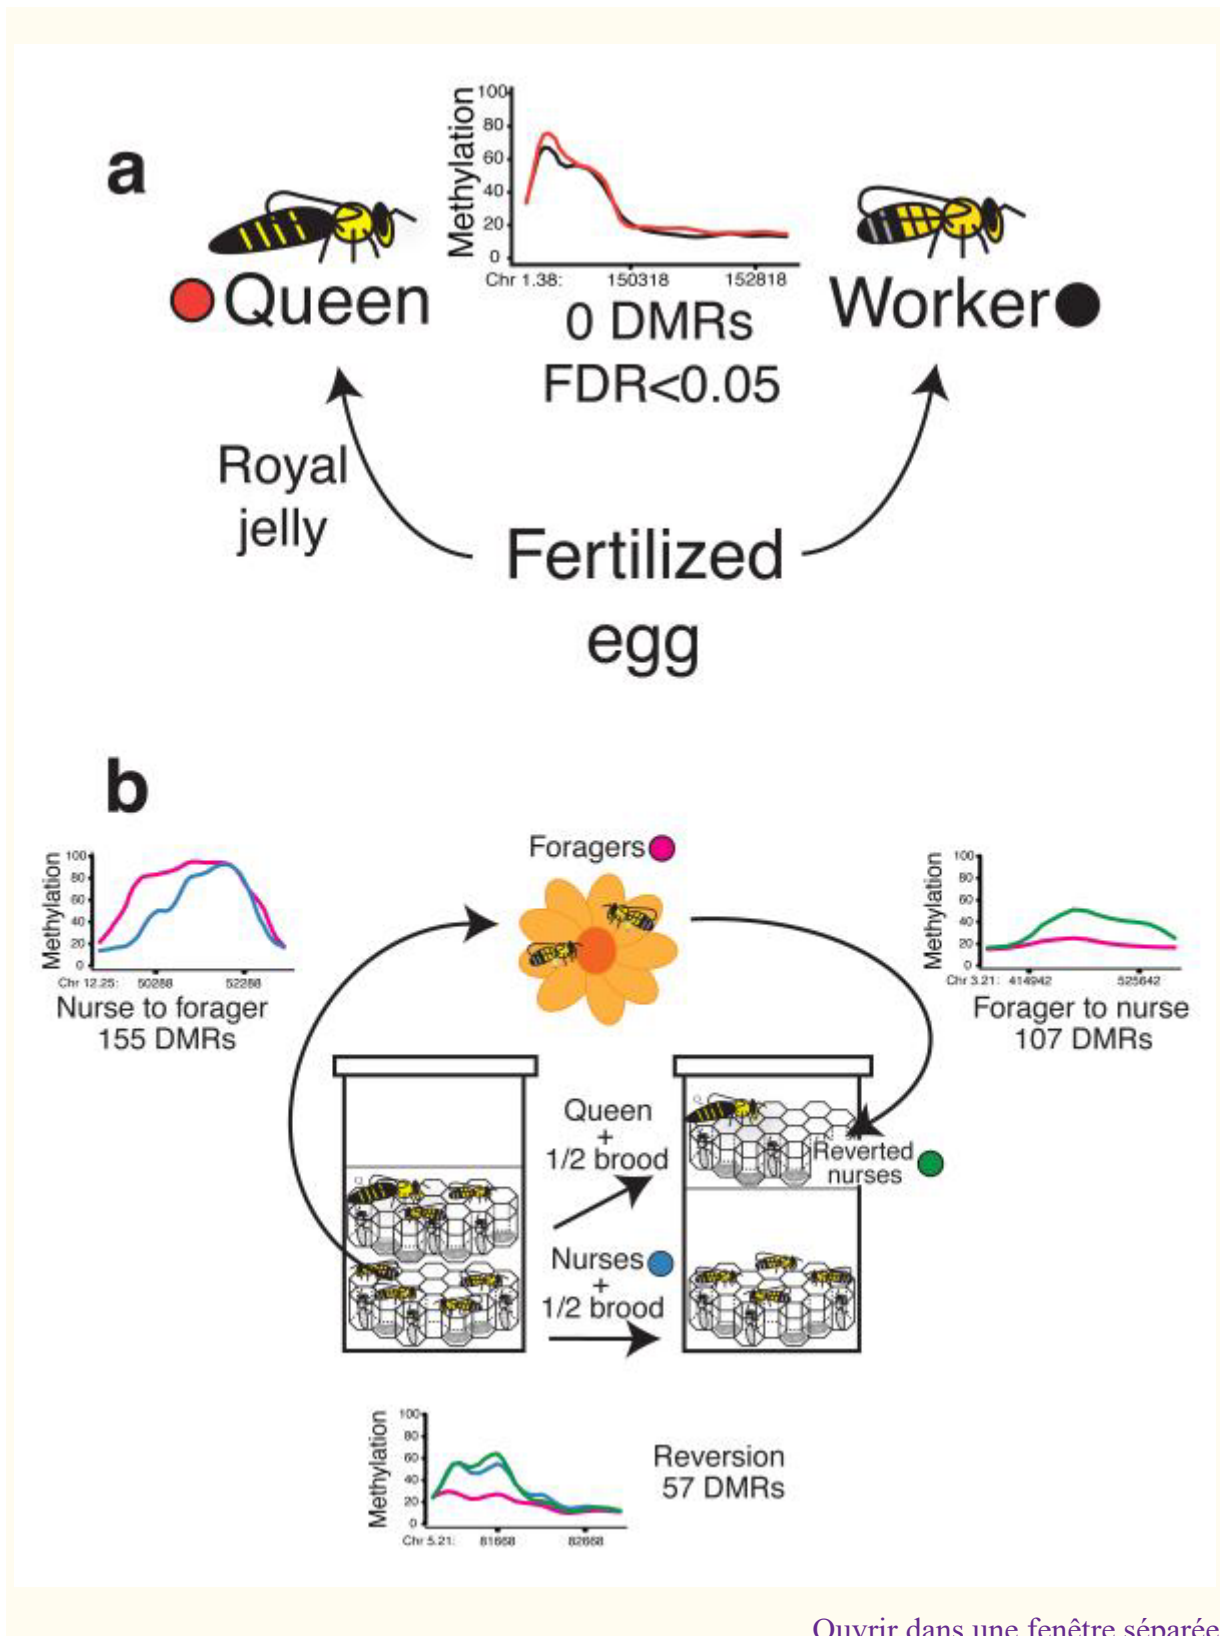 a
Methylation
100
80
60
40
20
0
Chr 1.38: 150318 152818
Queen
Worker
0 DMRs
FDR<0.05
Royal
jelly
Fertilized
egg
b
Foragers
Methylation
100
80
60
40
20
0
Chr 12.25: 50288 52288
Nurse to forager
155 DMRs
Methylation
100
80
60
40
20
0
Chr 3.21: 414942 525642
Forager to nurse
107 DMRs
Queen
+
1/2 brood
Reverted
nurses
Nurses
+
1/2 brood
Methylation
100
80
60
40
20
0
Chr 5.21: 81668 82668
Reversion
57 DMRs
Ouvrir dans une fenêtre séparée